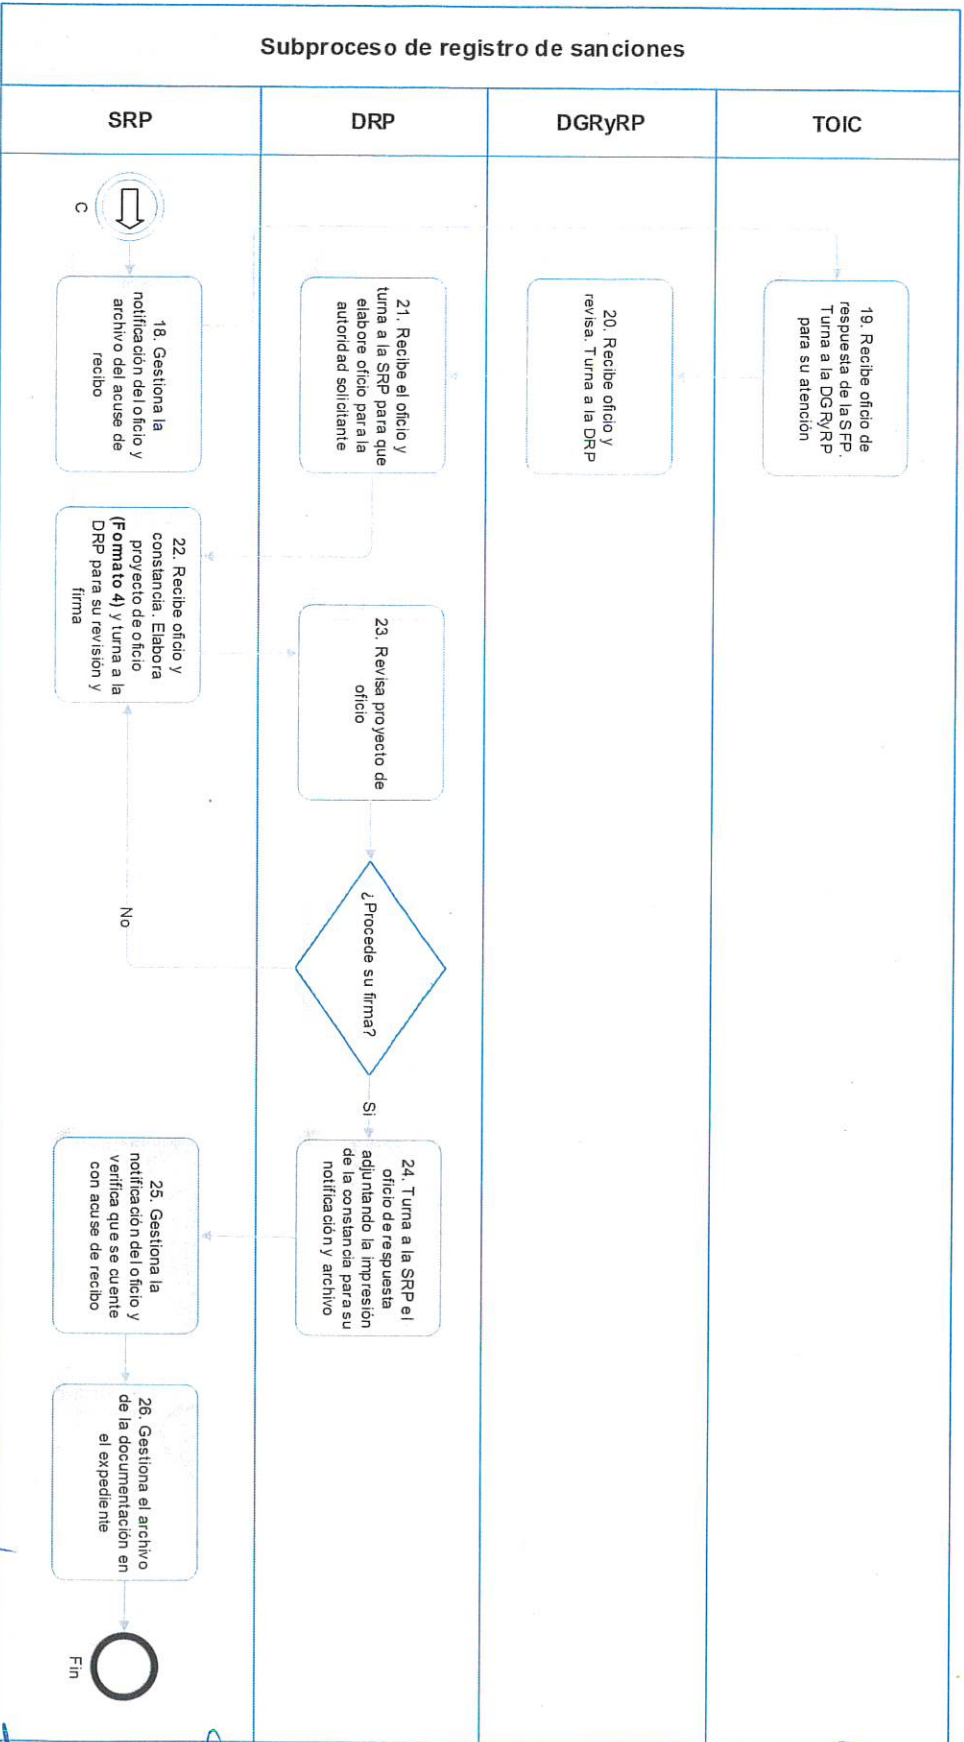 Subproceso de registro de sanciones
SRP
DRP
DGRyRP
TOIC
C
18. Gestiona la
notificación del oficio y
archivo del acuse de
recibo
19. Recibe oficio de
respuesta de la SFP.
Turna a la DGRyRP
para su atención
20. Recibe oficio y
revisa. Turna a la DRP
21. Recibe el oficio y
turna a la SRP para que
elabore oficio para la
autoridad solicitante
22. Recibe oficio y
constancia. Elabora
proyecto de oficio
(Formato 4) y turna a la
DRP para su revisión y
firma
23. Revisa proyecto de
oficio
¿Procede su firma?
No
Si
24. Turna a la SRP el
oficio de respuesta
adjuntando la impresión
de la constancia para su
notificación y archivo
25. Gestiona la
notificación del oficio y
verifica que se cuente
con acuse de recibo
26. Gestiona el archivo
de la documentación en
el expediente
Fin